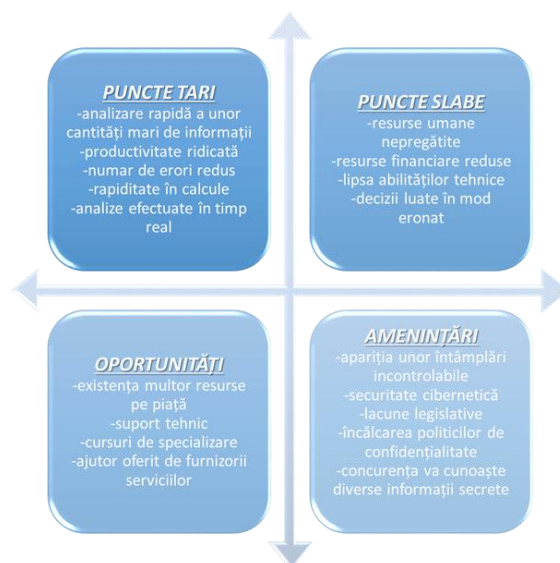 PUNCTE TARI
-analizare rapidă a unor
cantități mari de informații
-productivitate ridicată
-numar de erori redus
-rapiditate în calcule
-analize efectuate în timp
real
PUNCTE SLABE
-resurse umane
nepregătite
-resurse financiare reduse
-lipsa abilităților tehnice
-decizii luate în mod
eronat
OPORTUNITĂȚI
-existența multor resurse
pe piață
-suport tehnic
-cursuri de specializare
-ajutor oferit de furnizorii
serviciilor
AMENINȚĂRI
-apariția unor întâmplări
incontrolabile
-securitate cibernetică
-lacune legislative
-încălcarea politicilor de
confidențialitate
-concurența va cunoaște
diverse informații secrete